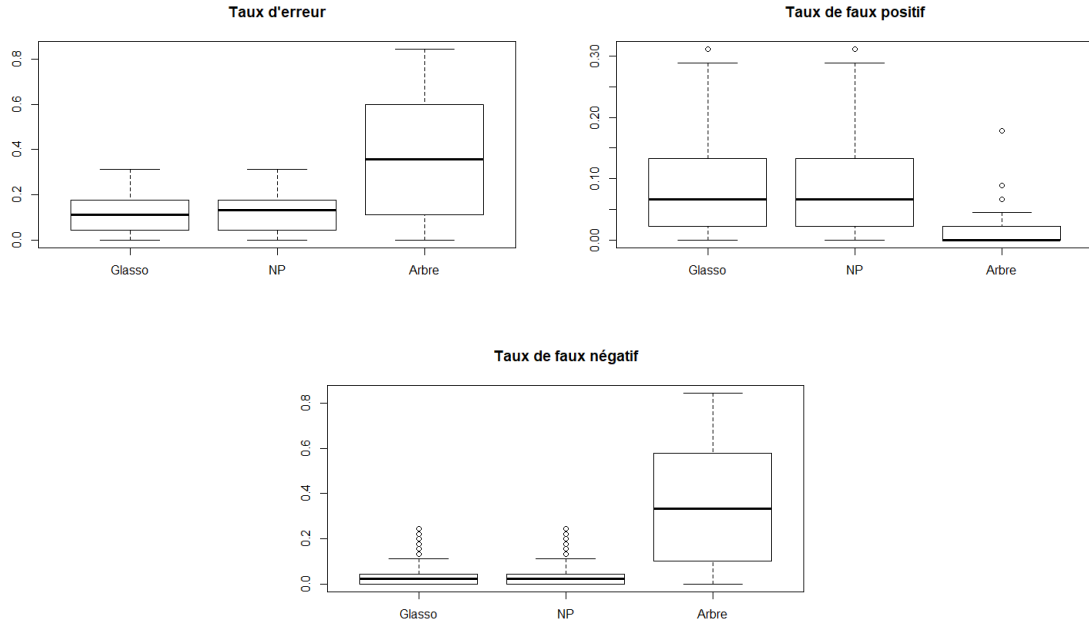 Taux d'erreur
0.8
0.6
0.4
0.2
0.0
Glasso NP Arbre
Taux de faux positif
0.30
0.20
0.10
0.00
Glasso NP Arbre
Taux de faux négatif
0.8
0.6
0.4
0.2
0.0
Glasso NP Arbre